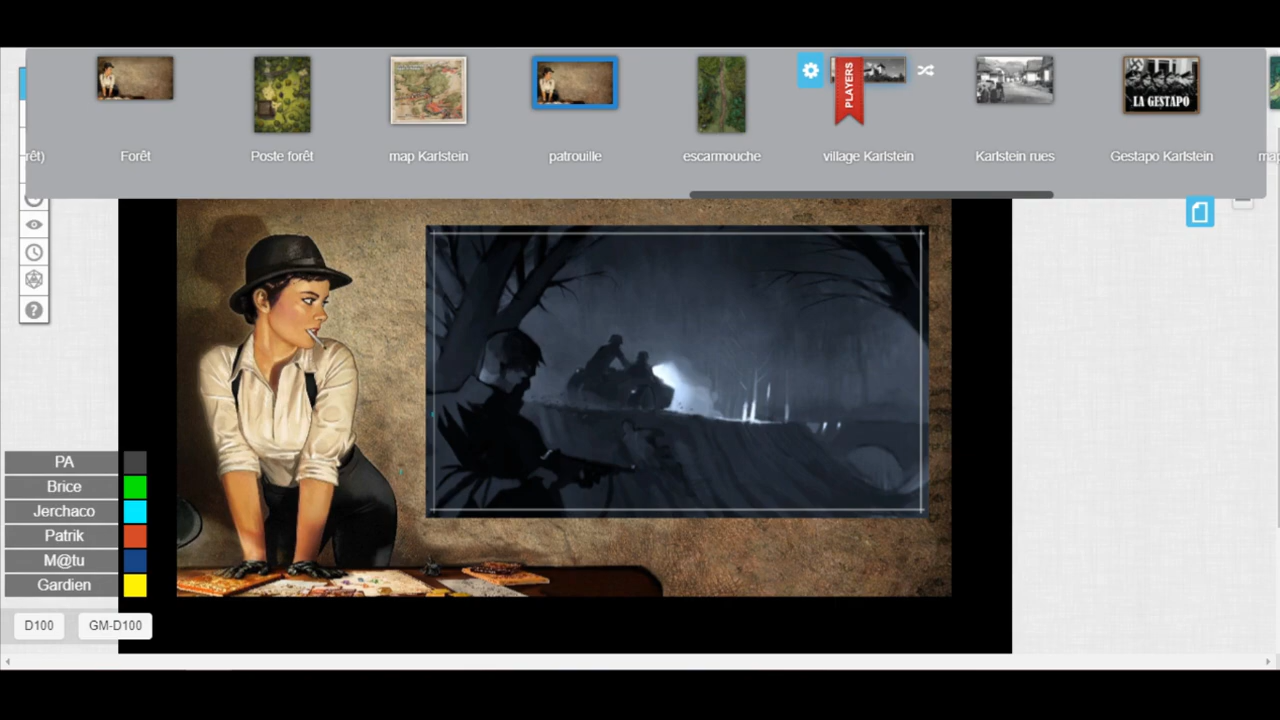 PLAYERS
LA GESTAPO
rêt)
Forêt
Poste forêt
map Karlstein
patrouille
escarmouche
village Karlstein
Karlstein rues
Gestapo Karlstein
map
PA
Brice
Jerchaco
Patrik
M@tu
Gardien
D100
GM-D100